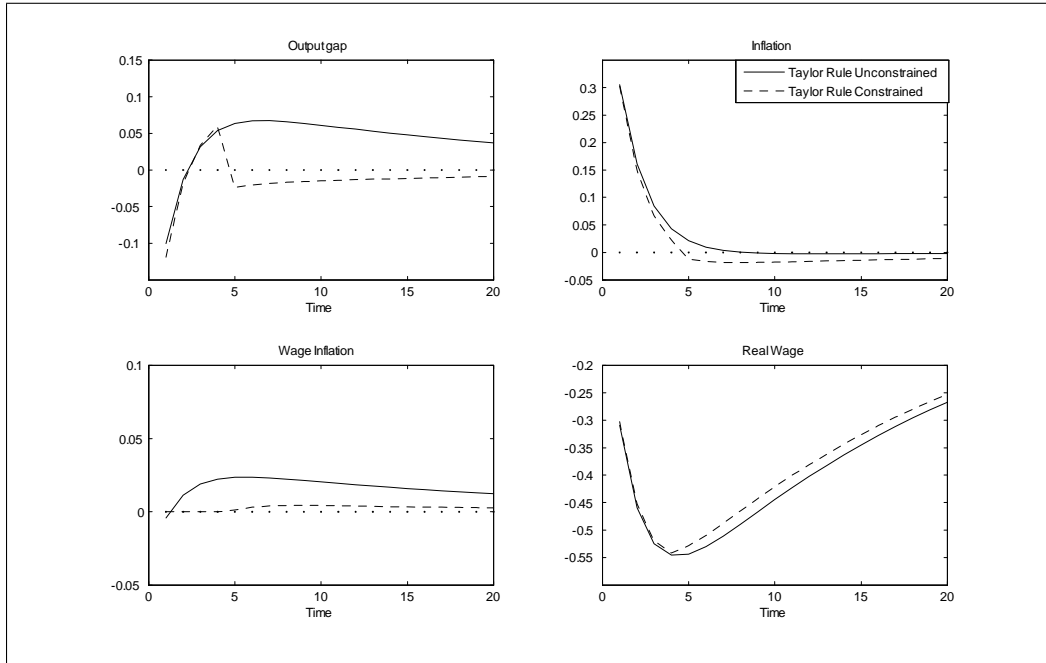 Output gap
0.15
0.1
0.05
0
-0.05
-0.1
0 5 10 15 20
Time
Inflation
Taylor Rule Unconstrained
Taylor Rule Constrained
0.3
0.25
0.2
0.15
0.1
0.05
0
-0.05
0 5 10 15 20
Time
Wage Inflation
0.1
0.05
0
-0.05
0 5 10 15 20
Time
Real Wage
-0.2
-0.25
-0.3
-0.35
-0.4
-0.45
-0.5
-0.55
0 5 10 15 20
Time